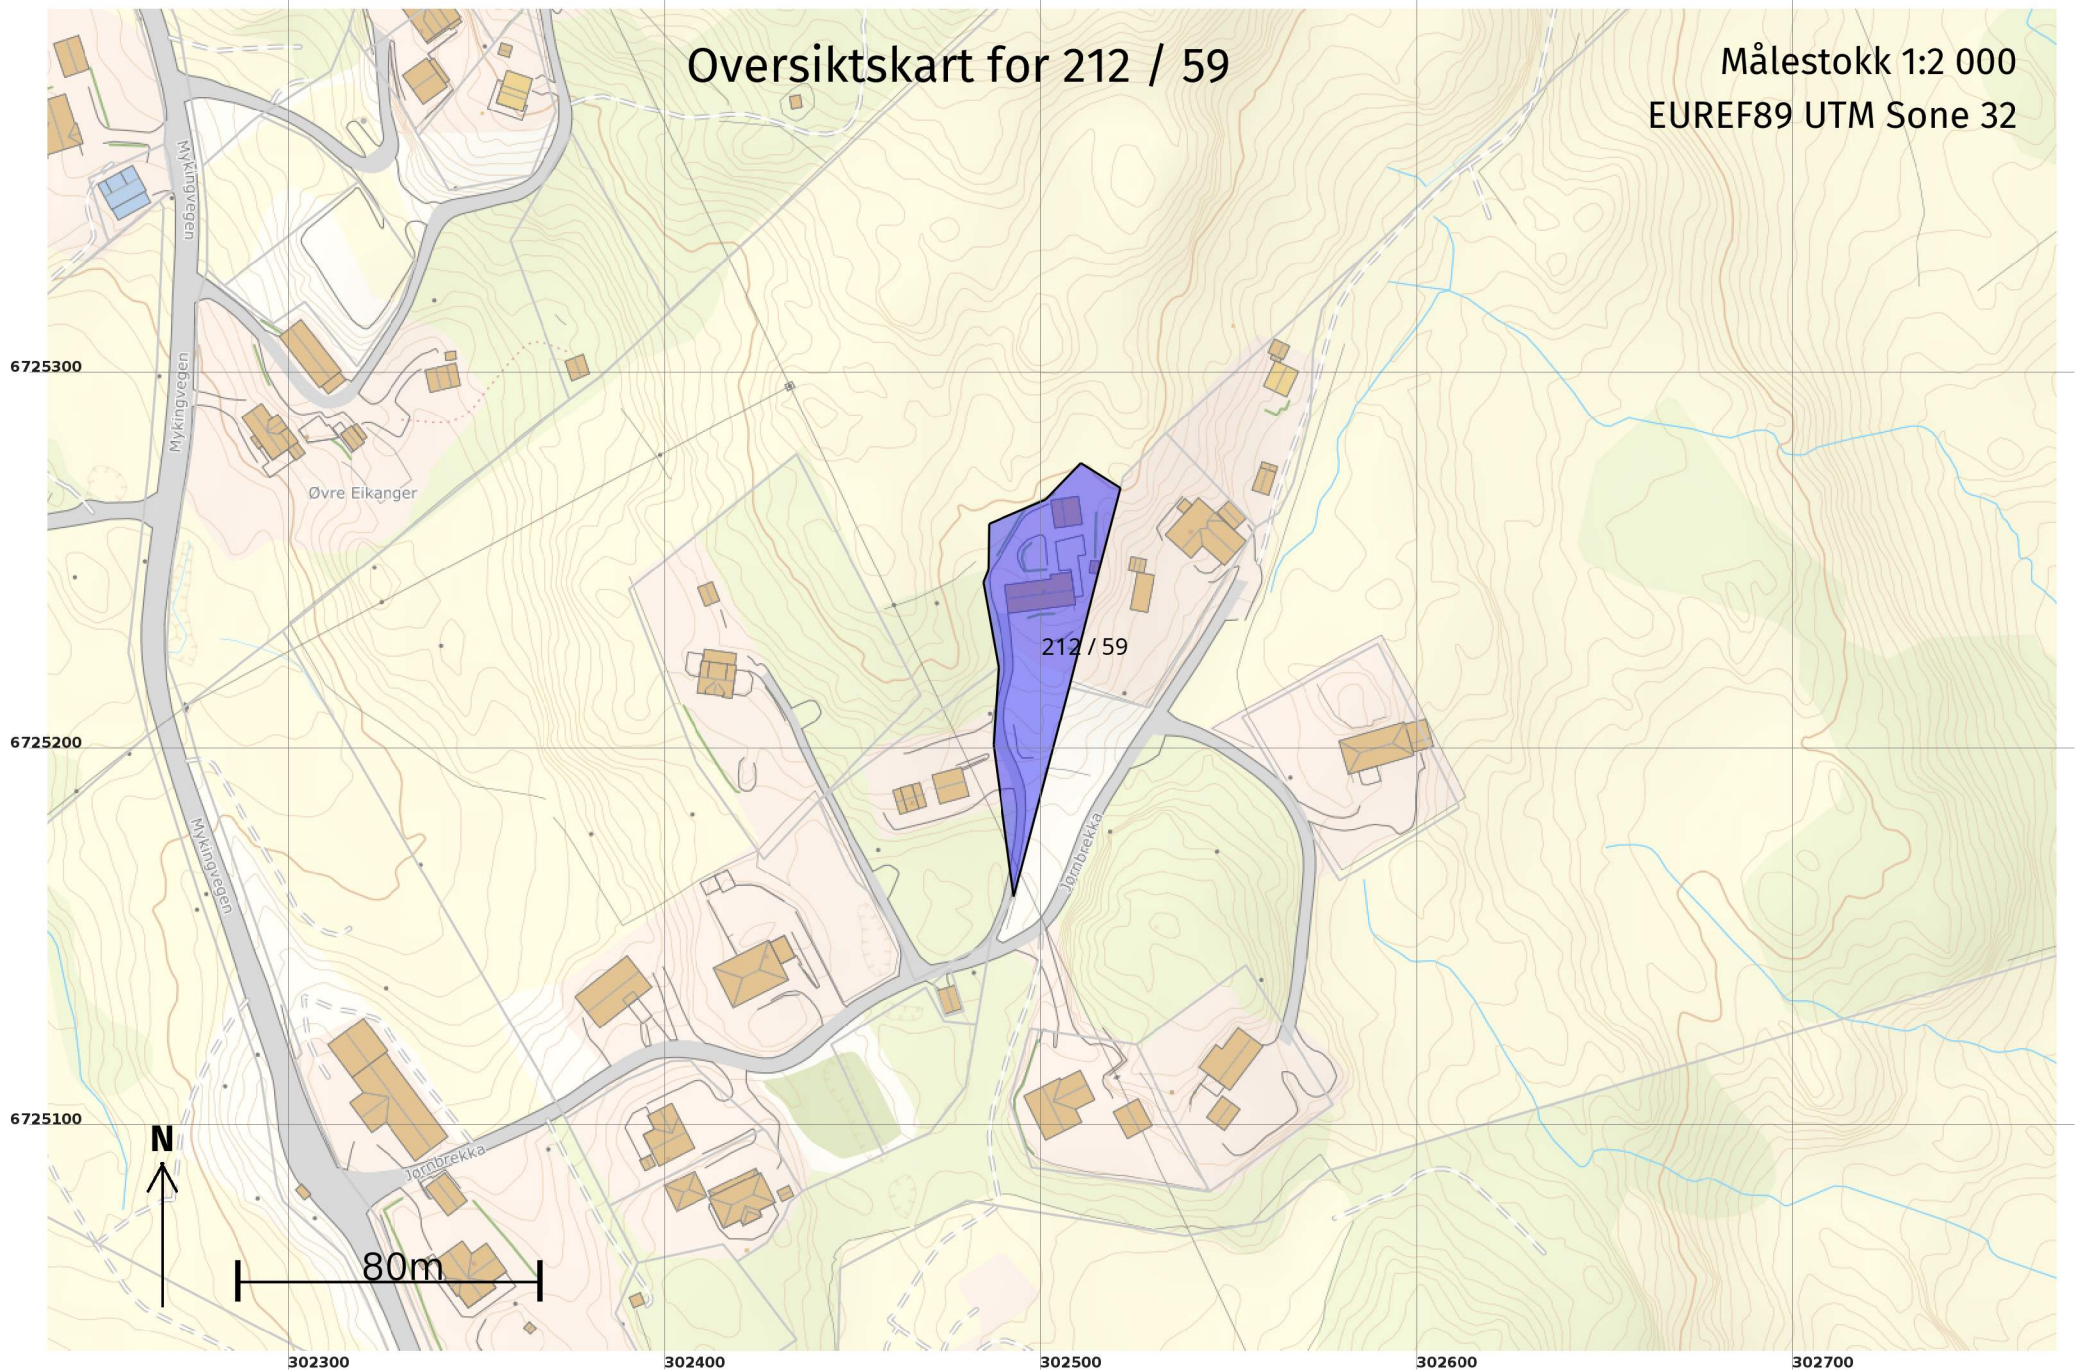 Oversiktskart for 212 / 59
Målestokk 1:2 000
EUREF89 UTM Sone 32
Mykingvegen
Mykingvegen
6725300
Øvre Eikanger
212 / 59
6725200
Mykingvegen
Jørnbrekka
6725100
N
Jørnbrekka
80m
302300
302400
302500
302600
302700